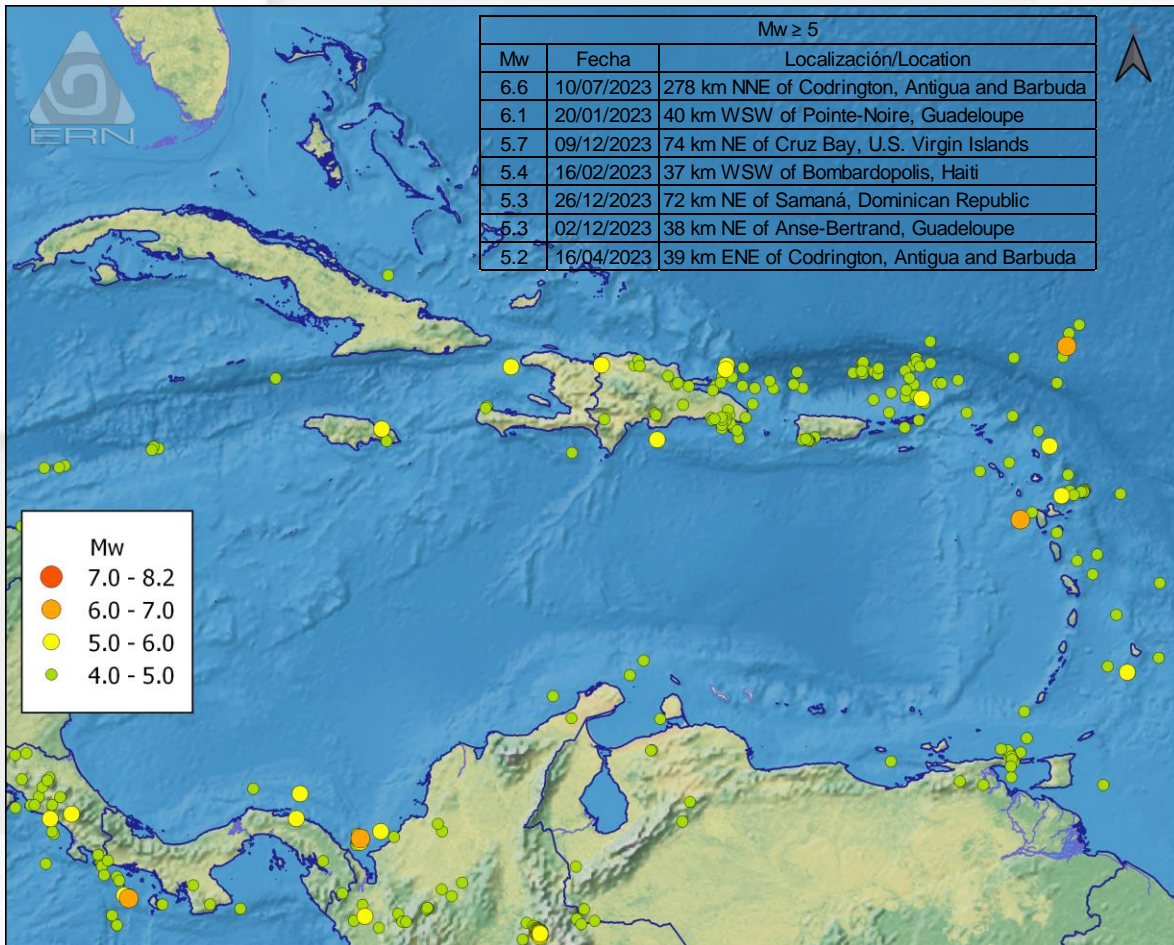 ERN
Mw ≥ 5
Mw Fecha Localización/Location
6.6 10/07/2023 278 km NNE of Codrington, Antigua and Barbuda
6.1 20/01/2023 40 km WSW of Pointe-Noire, Guadeloupe
5.7 09/12/2023 74 km NE of Cruz Bay, U.S. Virgin Islands
5.4 16/02/2023 37 km WSW of Bombardopolis, Haiti
5.3 26/12/2023 72 km NE of Samaná, Dominican Republic
5.3 02/12/2023 38 km NE of Anse-Bertrand, Guadeloupe
5.2 16/04/2023 39 km ENE of Codrington, Antigua and Barbuda
Mw
7.0 - 8.2
6.0 - 7.0
5.0 - 6.0
4.0 - 5.0